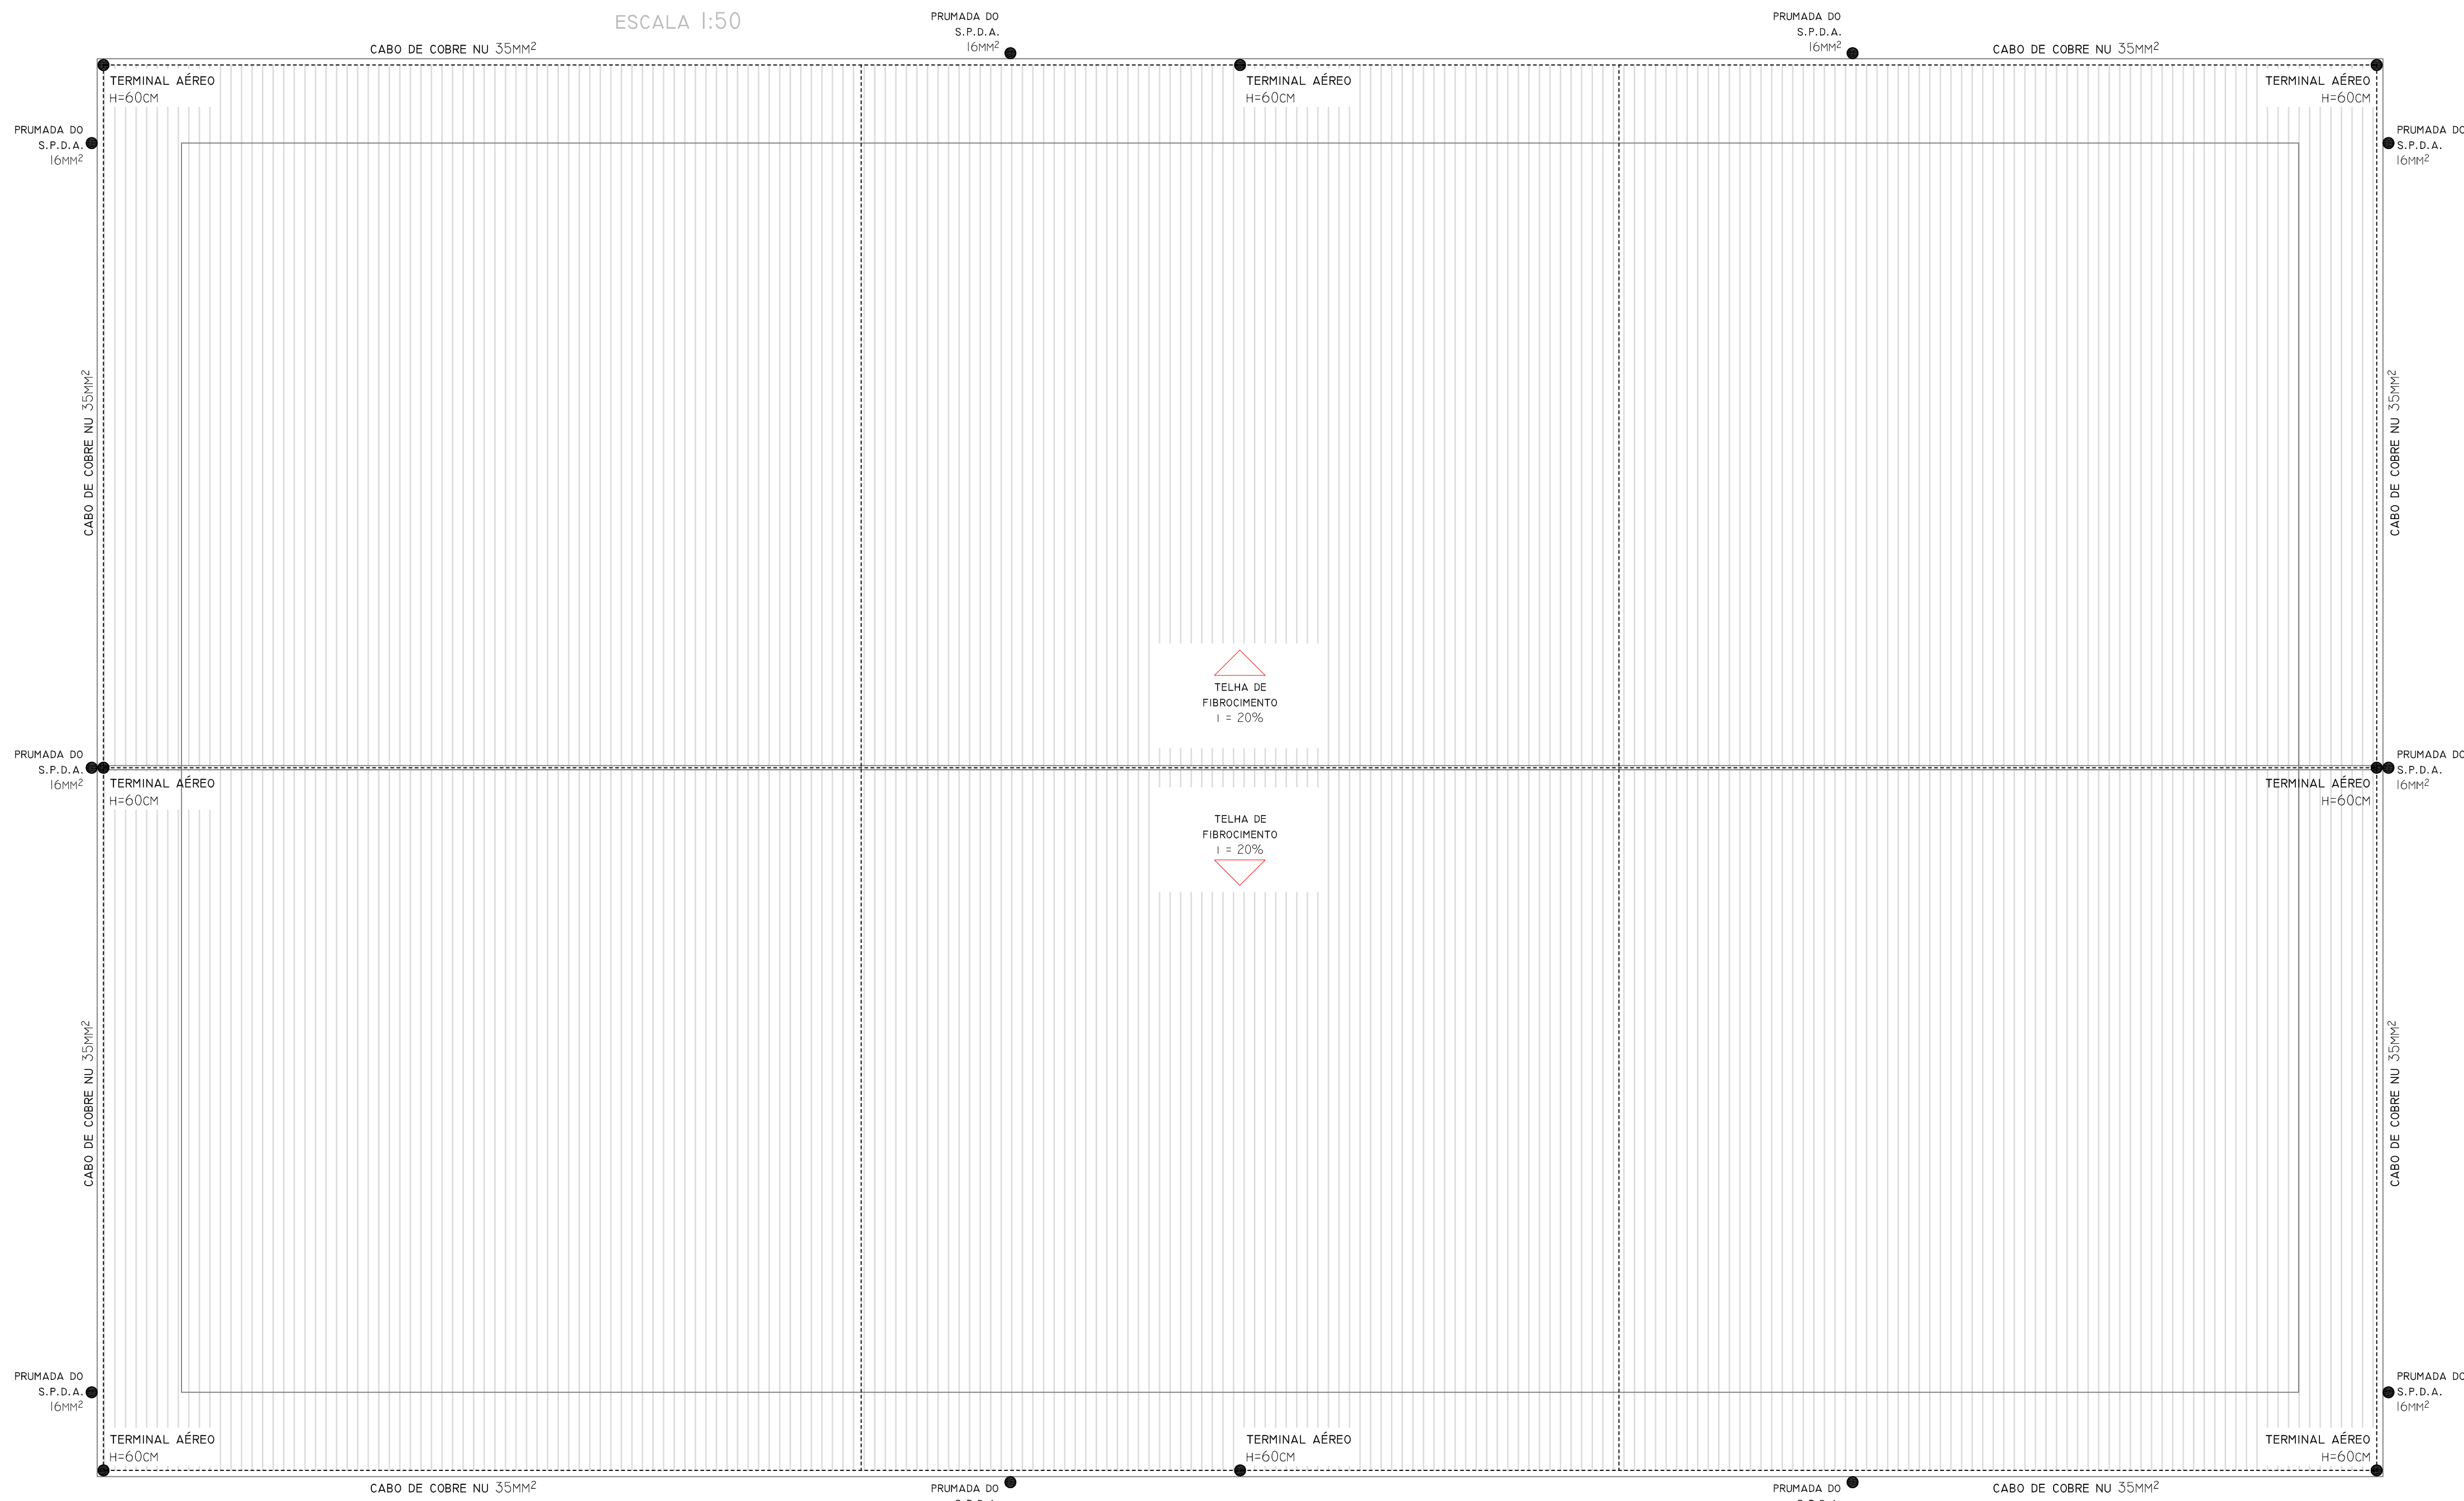 ESCALA 1:50
PRUMADA DO
S.P.D.A.
16MM²
PRUMADA DO
S.P.D.A.
16MM²
CABO DE COBRE NU 35MM²
CABO DE COBRE NU 35MM²
TERMINAL AÉREO
H=60CM
TERMINAL AÉREO
H=60CM
TERMINAL AÉREO
H=60CM
PRUMADA DO
S.P.D.A.
16MM²
PRUMADA DO
S.P.D.A.
16MM²
CABO DE COBRE NU 35MM²
CABO DE COBRE NU 35MM²
TELHA DE
FIBROCIMENTO
I = 20%
PRUMADA DO
S.P.D.A.
16MM²
PRUMADA DO
S.P.D.A.
16MM²
TERMINAL AÉREO
H=60CM
TERMINAL AÉREO
H=60CM
TELHA DE
FIBROCIMENTO
I = 20%
CABO DE COBRE NU 35MM²
CABO DE COBRE NU 35MM²
PRUMADA DO
S.P.D.A.
16MM²
PRUMADA DO
S.P.D.A.
16MM²
TERMINAL AÉREO
H=60CM
TERMINAL AÉREO
H=60CM
TERMINAL AÉREO
H=60CM
CABO DE COBRE NU 35MM²
PRUMADA DO
PRUMADA DO
CABO DE COBRE NU 35MM²